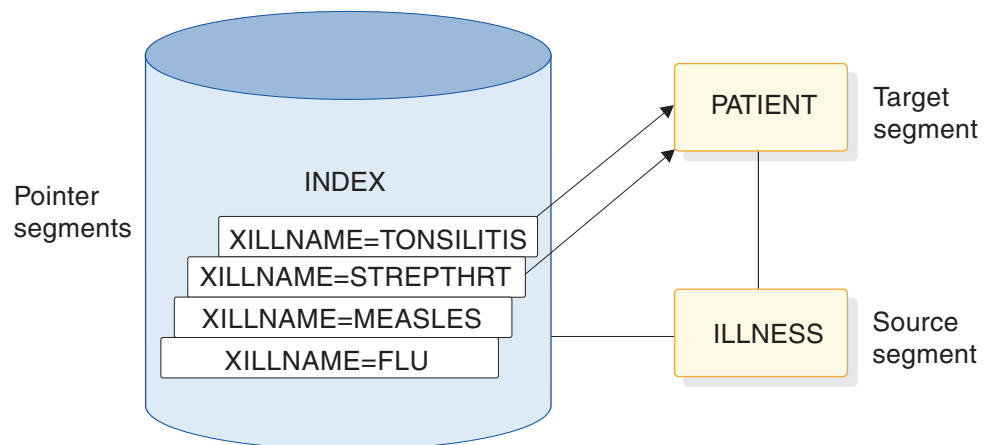 Pointer
segments
INDEX
XILLNAME=TONSILITIS
XILLNAME=STREPTHRT
XILLNAME=MEASLES
XILLNAME=FLU
PATIENT
Target
segment
ILLNESS
Source
segment